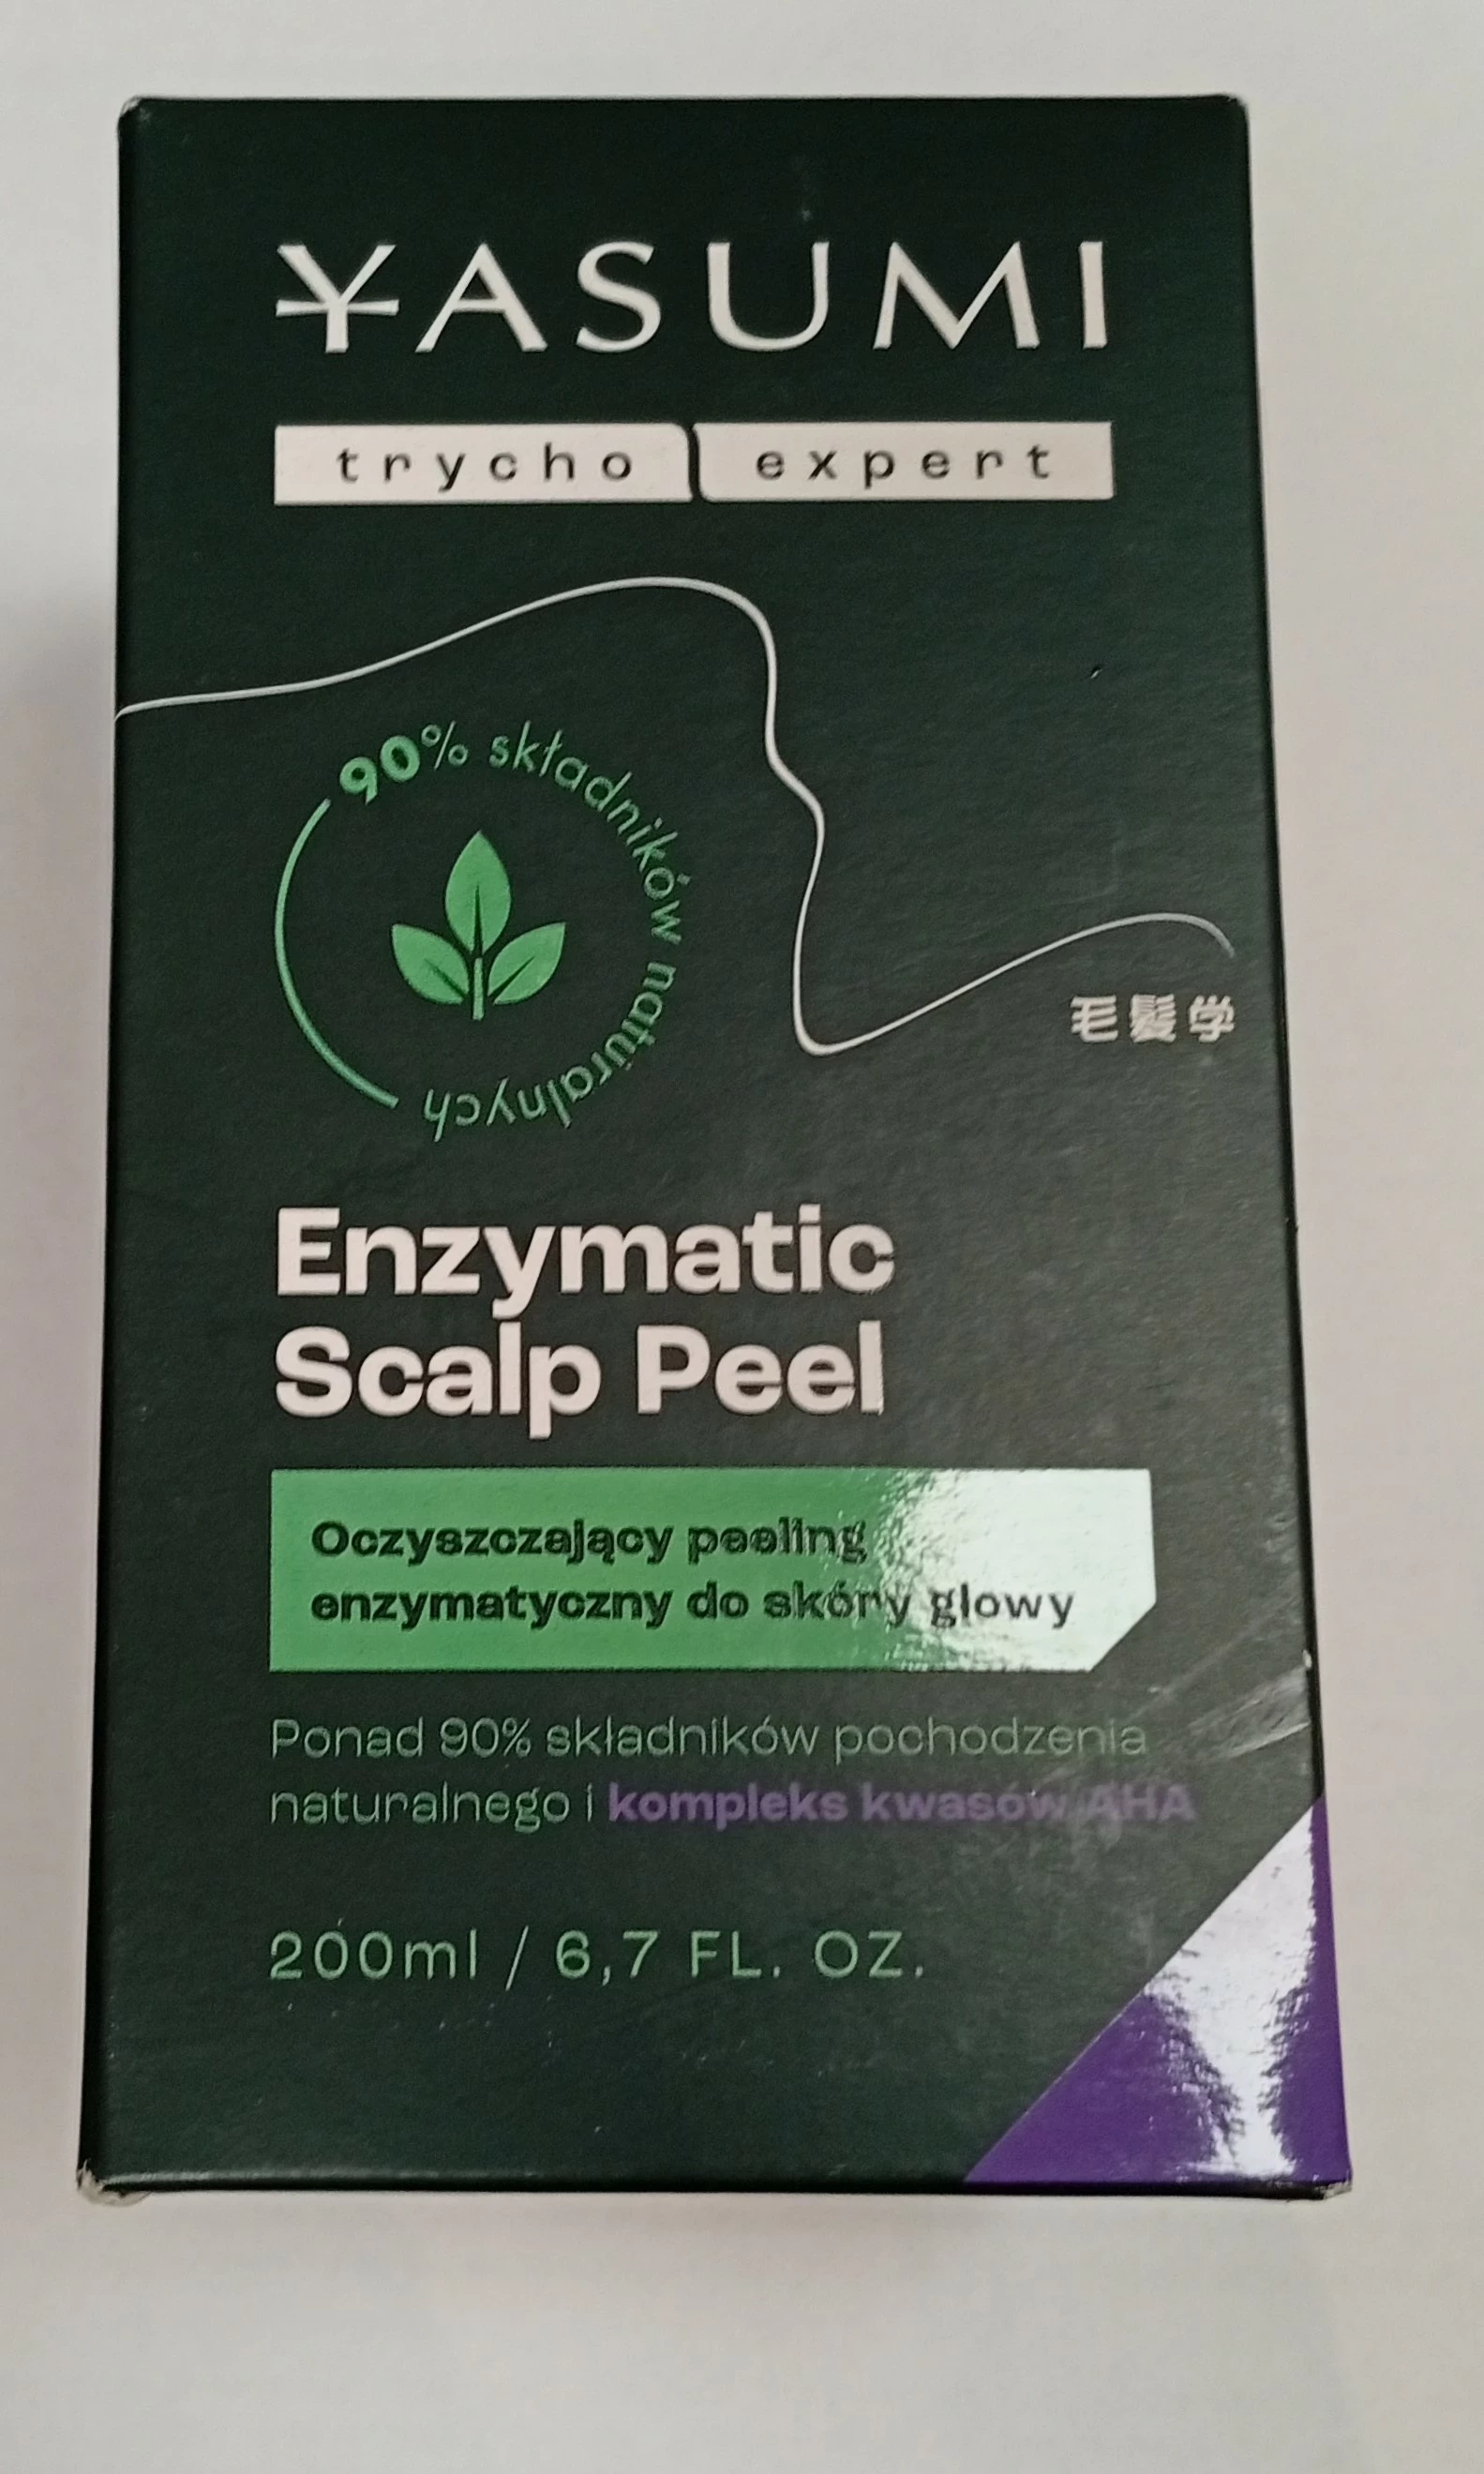 YASUMI
trycho expert
90% składników naturalnych
毛髪学
Enzymatic
Scalp Peel
Oczyszczający peeling
enzymatyczny do skóry głowy
Ponad 90% składników pochodzenia
naturalnego i kompleks kwasów AHA
200ml / 6,7 FL. OZ.